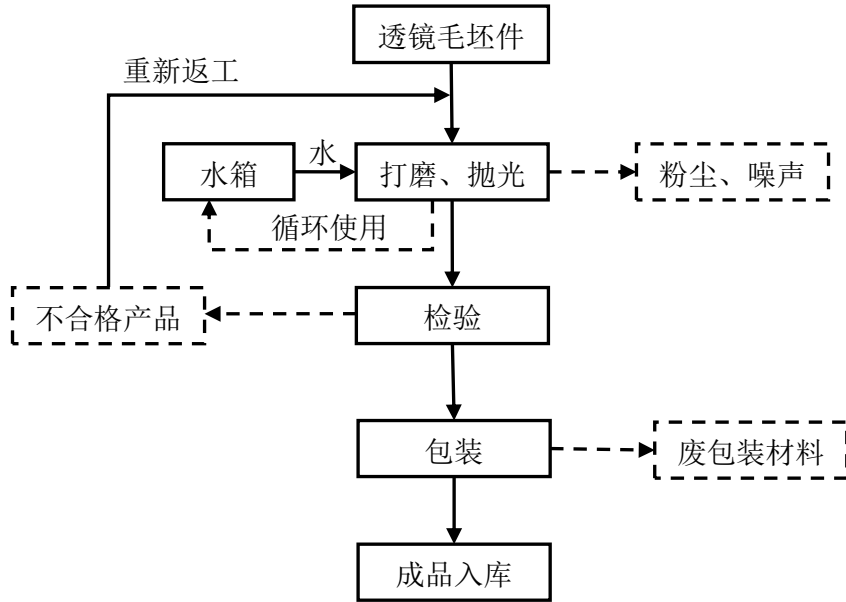 透镜毛坯件
重新返工
水箱
水
打磨、抛光
粉尘、噪声
循环使用
不合格产品
检验
包装
废包装材料
成品入库